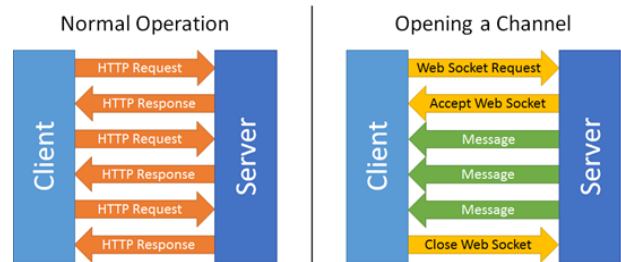 Normal Operation
Client
HTTP Request
HTTP Response
HTTP Request
HTTP Response
HTTP Request
HTTP Response
Server
Opening a Channel
Client
Web Socket Request
Accept Web Socket
Message
Message
Message
Close Web Socket
Server